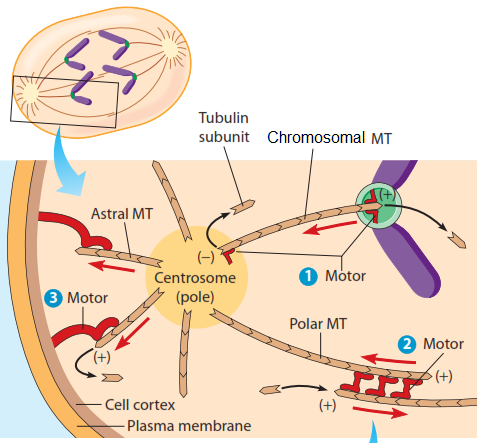 Tubulin
subunit
Chromosomal MT
(+)
Astral MT
(−)
Centrosome
(pole)
1 Motor
3 Motor
Polar MT
2 Motor
(+)
(+)
(+)
Cell cortex
Plasma membrane